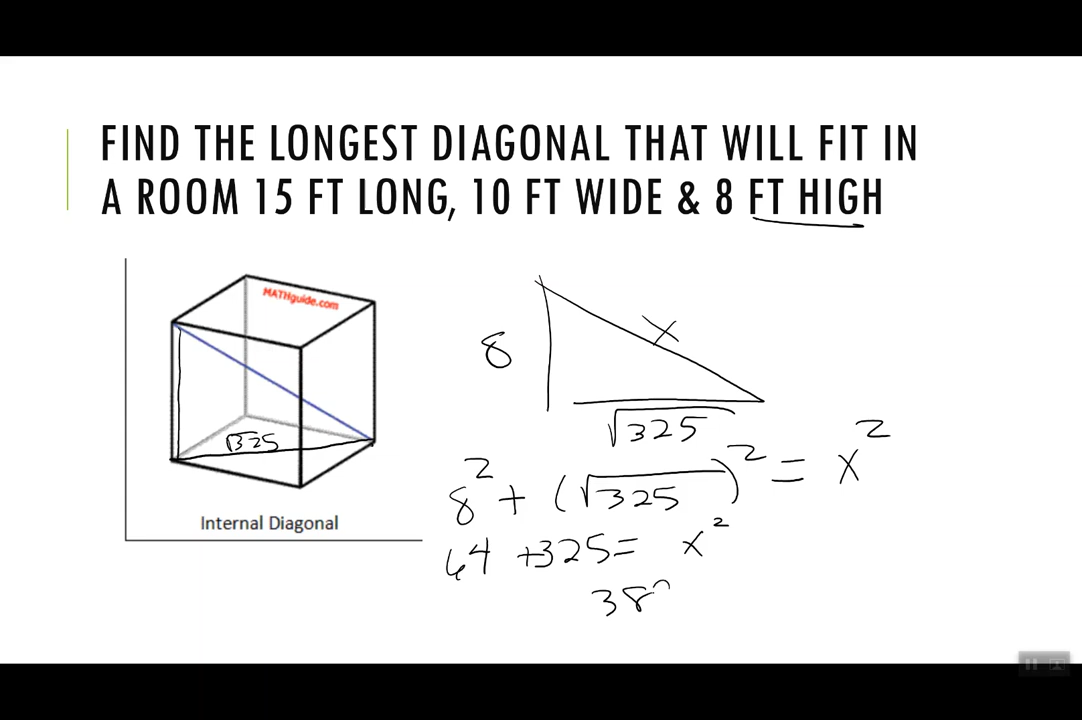 FIND THE LONGEST DIAGONAL THAT WILL FIT IN
A ROOM 15 FT LONG, 10 FT WIDE & 8 FT HIGH
MATHguide.com
√325
Internal Diagonal
8
x
√325
8² + (√325)² = x²
64 + 325 = x²
38